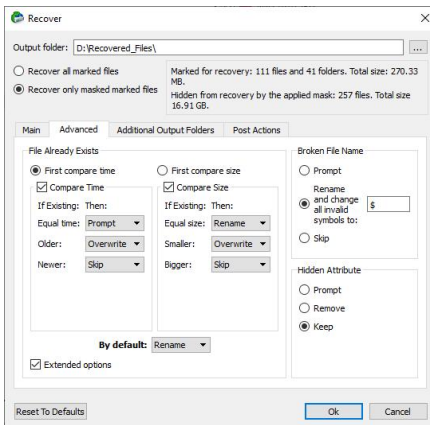 Recover
Output folder: D:\Recovered_Files\ ...
Recover all marked files
Recover only masked marked files
Marked for recovery: 111 files and 41 folders. Total size: 270.33
MB.
Hidden from recovery by the applied mask: 257 files. Total size
16.91 GB.
Main Advanced Additional Output Folders Post Actions
File Already Exists
First compare time First compare size
Compare Time Compare Size
If Existing: Then: If Existing: Then:
Equal time: Prompt Equal size: Rename
Older: Overwrite Smaller: Overwrite
Newer: Skip Bigger: Skip
By default: Rename
Extended options
Broken File Name
Prompt
Rename
and change
all invalid
symbols to:
$
Skip
Hidden Attribute
Prompt
Remove
Keep
Reset To Defaults Ok Cancel